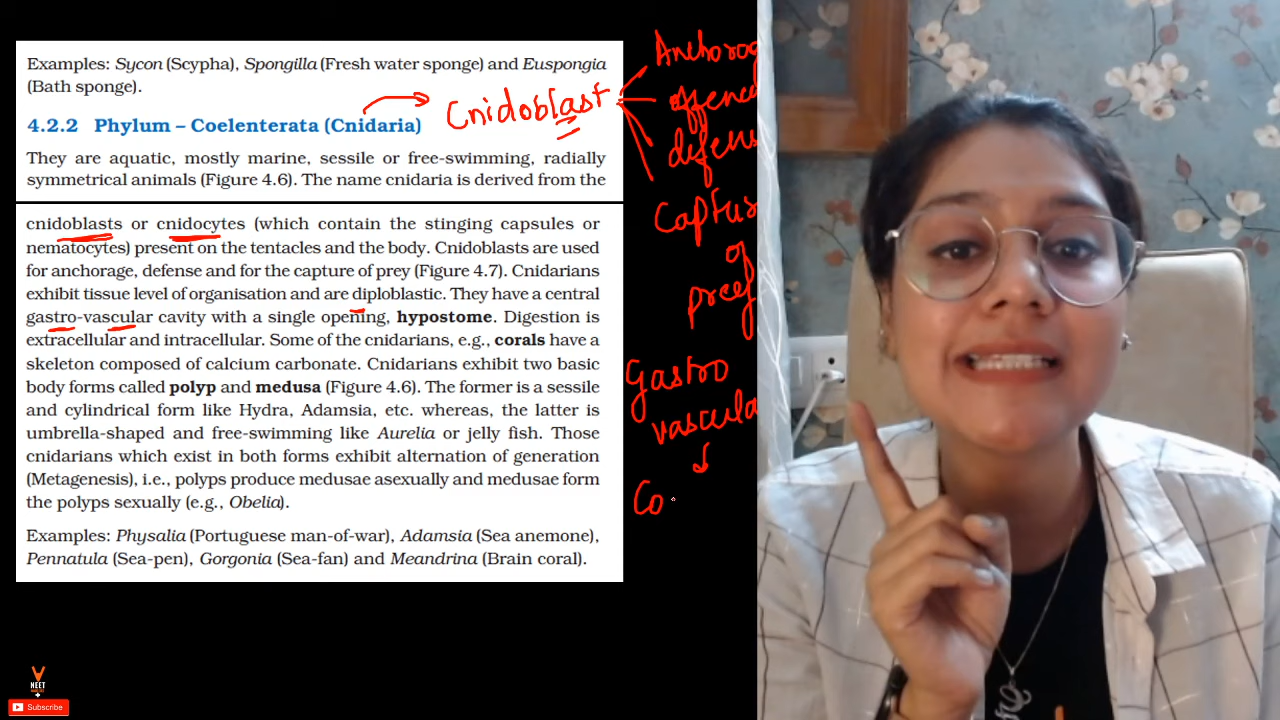 Examples: Sycon (Scypha), Spongilla (Fresh water sponge) and Euspongia
(Bath sponge).
4.2.2 Phylum – Coelenterata (Cnidaria)
They are aquatic, mostly marine, sessile or free-swimming, radially
symmetrical animals (Figure 4.6). The name cnidaria is derived from the
cnidoblasts or cnidocytes (which contain the stinging capsules or
nematocytes) present on the tentacles and the body. Cnidoblasts are used
for anchorage, defense and for the capture of prey (Figure 4.7). Cnidarians
exhibit tissue level of organisation and are diploblastic. They have a central
gastro-vascular cavity with a single opening, hypostome. Digestion is
extracellular and intracellular. Some of the cnidarians, e.g., corals have a
skeleton composed of calcium carbonate. Cnidarians exhibit two basic
body forms called polyp and medusa (Figure 4.6). The former is a sessile
and cylindrical form like Hydra, Adamsia, etc. whereas, the latter is
umbrella-shaped and free-swimming like Aurelia or jelly fish. Those
cnidarians which exist in both forms exhibit alternation of generation
(Metagenesis), i.e., polyps produce medusae asexually and medusae form
the polyps sexually (e.g., Obelia).
Examples: Physalia (Portuguese man-of-war), Adamsia (Sea anemone),
Pennatula (Sea-pen), Gorgonia (Sea-fan) and Meandrina (Brain coral).
Cnidoblast
of
Gastro
vascula
Co
NEET
Subscribe